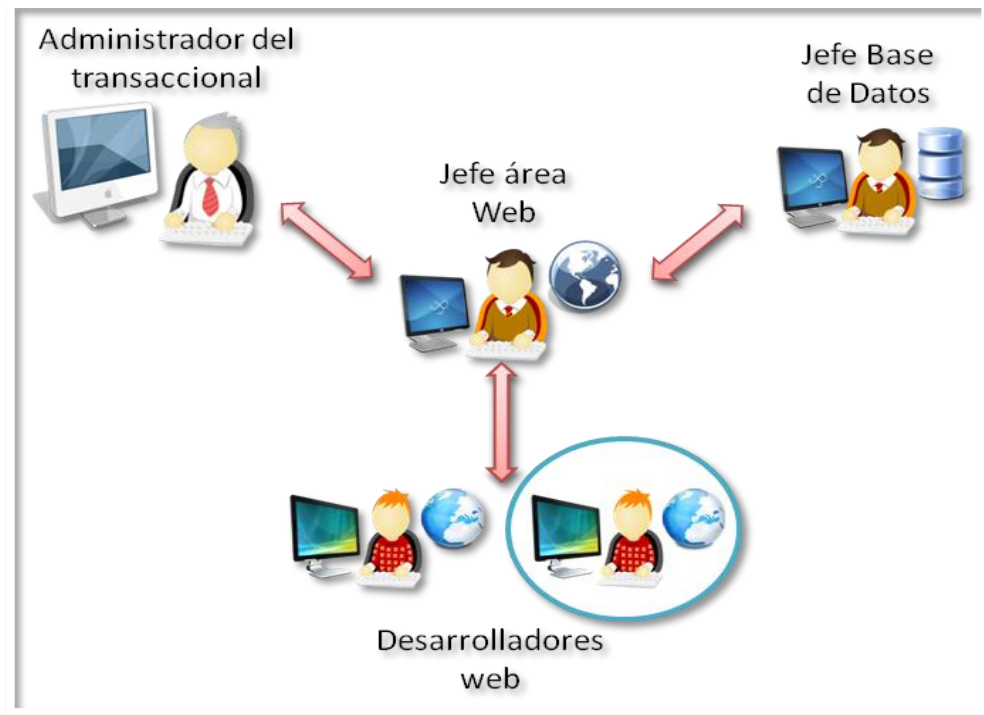 Administrador del
transaccional
Jefe Base
de Datos
Jefe área
Web
Desarrolladores
web